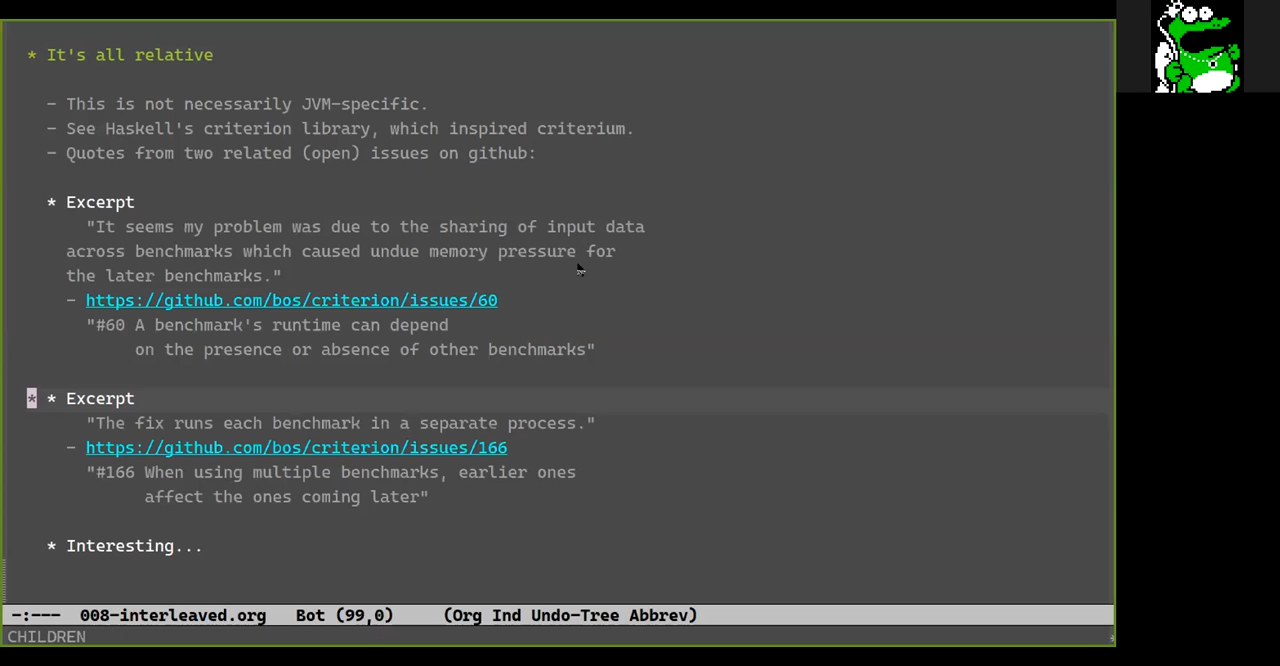 * It's all relative
- This is not necessarily JVM-specific.
- See Haskell's criterion library, which inspired criterium.
- Quotes from two related (open) issues on github:
* Excerpt
"It seems my problem was due to the sharing of input data
across benchmarks which caused undue memory pressure for
the later benchmarks."
- https://github.com/bos/criterion/issues/60
"#60 A benchmark's runtime can depend
on the presence or absence of other benchmarks"
* * Excerpt
"The fix runs each benchmark in a separate process."
- https://github.com/bos/criterion/issues/166
"#166 When using multiple benchmarks, earlier ones
affect the ones coming later"
* Interesting...
-:--- 008-interleaved.org Bot (99,0) (Org Ind Undo-Tree Abbrev)
CHILDREN